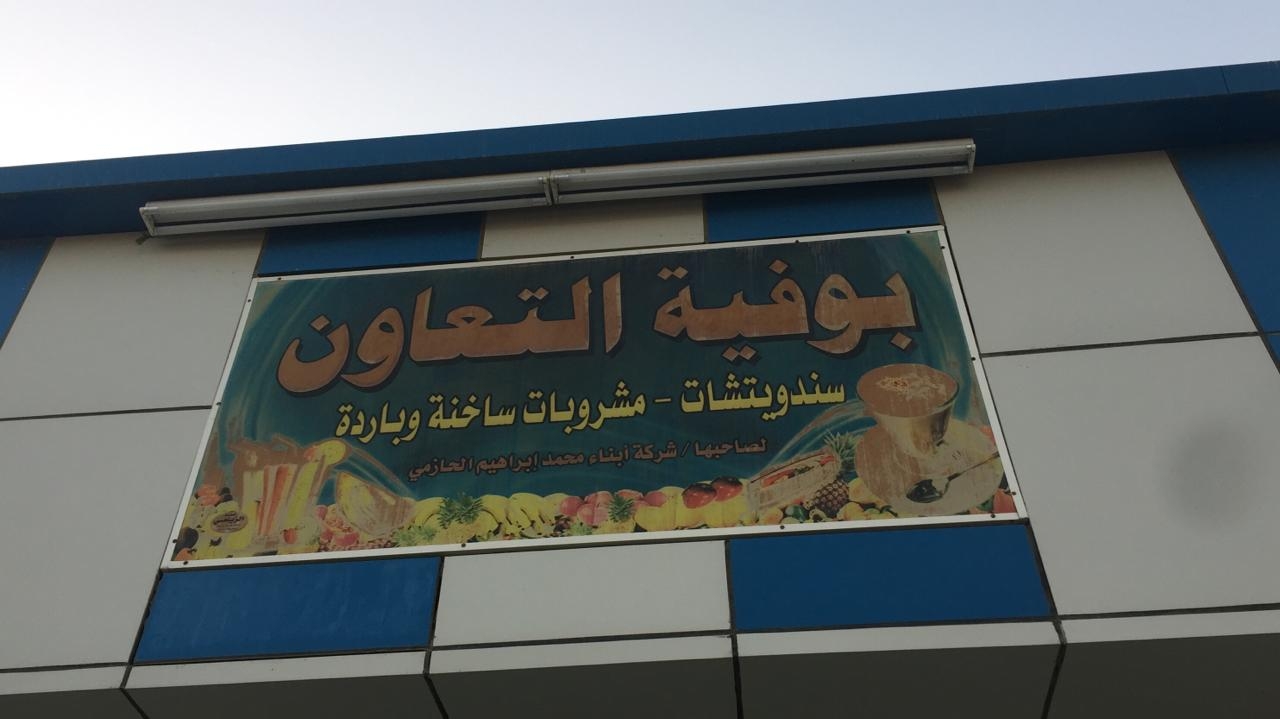 بوفية التعاون
سندويتشات - مشروبات ساخنة وباردة
لصاحبها / شركة أبناء محمد إبراهيم الحازمي